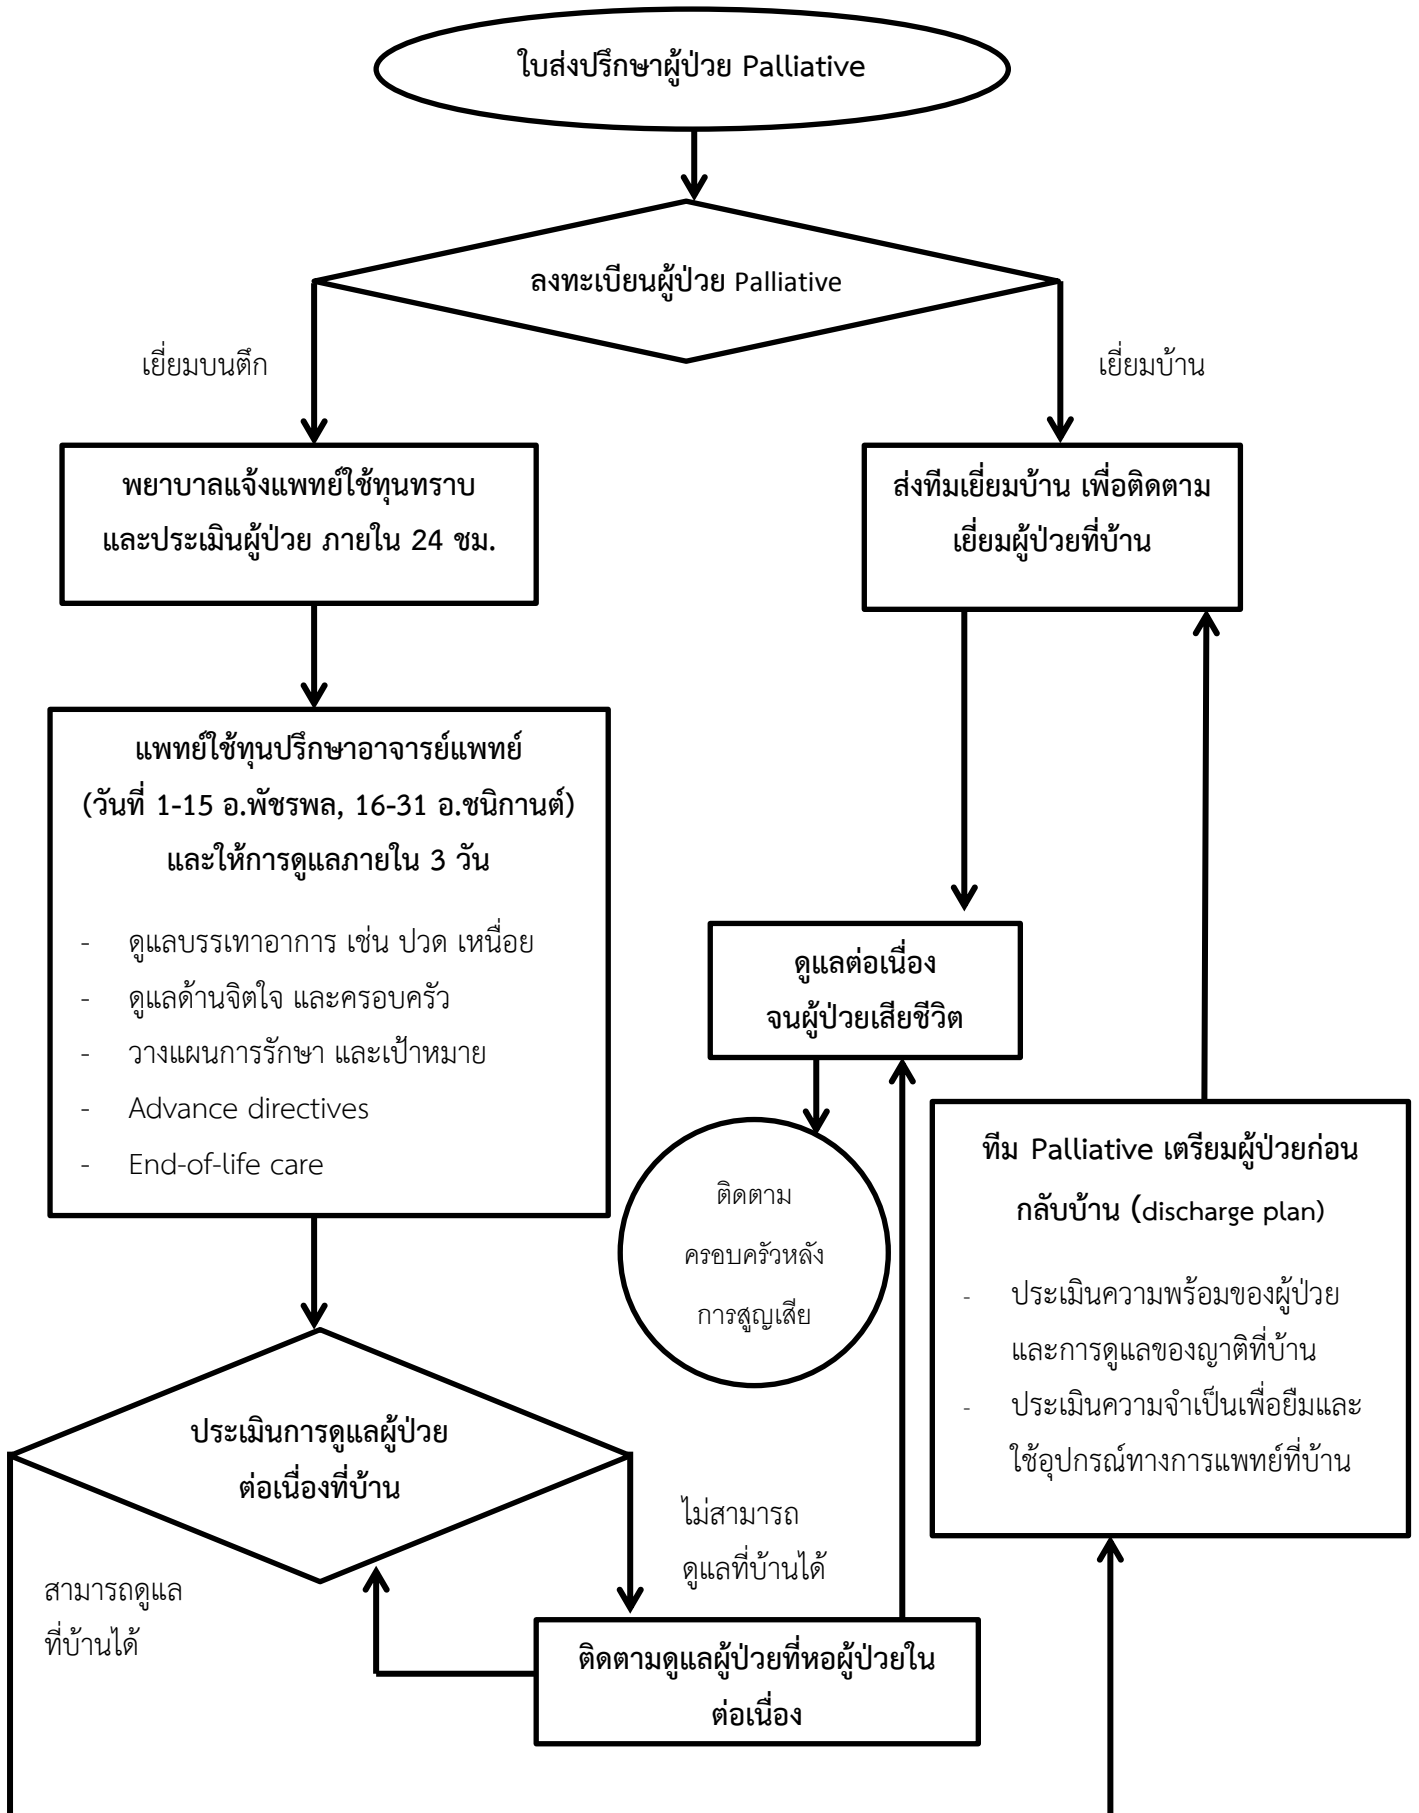 ใบส่งปรึกษาผู้ป่วย Palliative
ลงทะเบียนผู้ป่วย Palliative
เยี่ยมบนตึก
เยี่ยมบ้าน
พยาบาลแจ้งแพทย์ใช้ทุนทราบ
และประเมินผู้ป่วย ภายใน 24 ชม.
ส่งทีมเยี่ยมบ้าน เพื่อติดตาม
เยี่ยมผู้ป่วยที่บ้าน
แพทย์ใช้ทุนปรึกษาอาจารย์แพทย์
(วันที่ 1-15 อ.พัชรพล, 16-31 อ.ชนิกานต์)
และให้การดูแลภายใน 3 วัน
- ดูแลบรรเทาอาการ เช่น ปวด เหนื่อย
- ดูแลด้านจิตใจ และครอบครัว
- วางแผนการรักษา และเป้าหมาย
- Advance directives
- End-of-life care
ดูแลต่อเนื่อง
จนผู้ป่วยเสียชีวิต
ติดตาม
ครอบครัวหลัง
การสูญเสีย
ทีม Palliative เตรียมผู้ป่วยก่อน
กลับบ้าน (discharge plan)
- ประเมินความพร้อมของผู้ป่วย
และการดูแลของญาติที่บ้าน
- ประเมินความจำเป็นเพื่อยืมและ
ใช้อุปกรณ์ทางการแพทย์ที่บ้าน
ประเมินการดูแลผู้ป่วย
ต่อเนื่องที่บ้าน
ไม่สามารถ
ดูแลที่บ้านได้
สามารถดูแล
ที่บ้านได้
ติดตามดูแลผู้ป่วยที่หอผู้ป่วยใน
ต่อเนื่อง